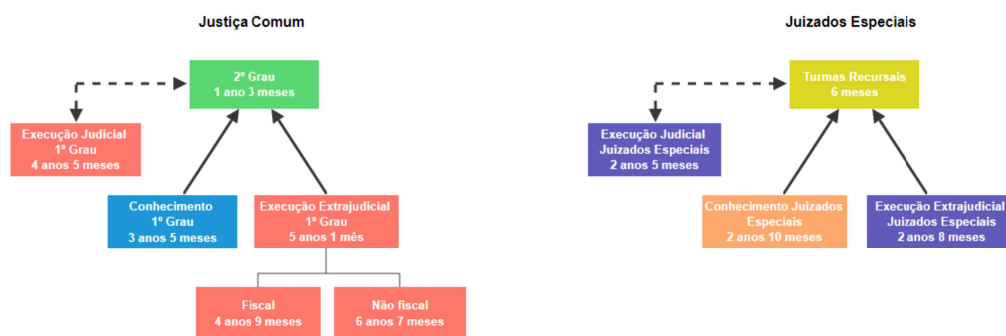 Justiça Comum
2º Grau
1 ano 3 meses
Execução Judicial
1º Grau
4 anos 5 meses
Conhecimento
1º Grau
3 anos 5 meses
Execução Extrajudicial
1º Grau
5 anos 1 mês
Fiscal
4 anos 9 meses
Não fiscal
6 anos 7 meses
Juizados Especiais
Turmas Recursais
6 meses
Execução Judicial
Juizados Especiais
2 anos 5 meses
Conhecimento Juizados
Especiais
2 anos 10 meses
Execução Extrajudicial
Juizados Especiais
2 anos 8 meses